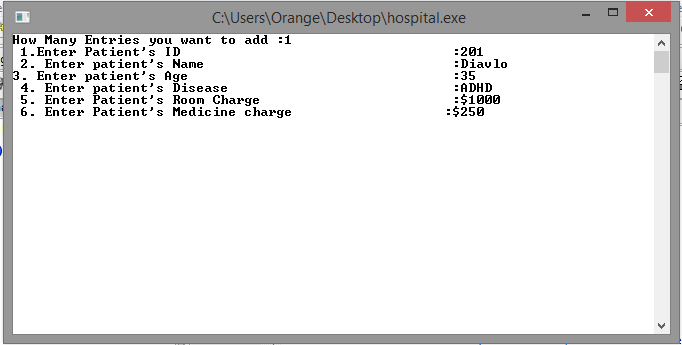 C:\Users\Orange\Desktop\hospital.exe
How Many Entries you want to add :1
1.Enter Patient's ID :201
2. Enter patient's Name :Diavlo
3. Enter patient's Age :35
4. Enter patient's Disease :ADHD
5. Enter Patient's Room Charge :$1000
6. Enter Patient's Medicine charge :$250